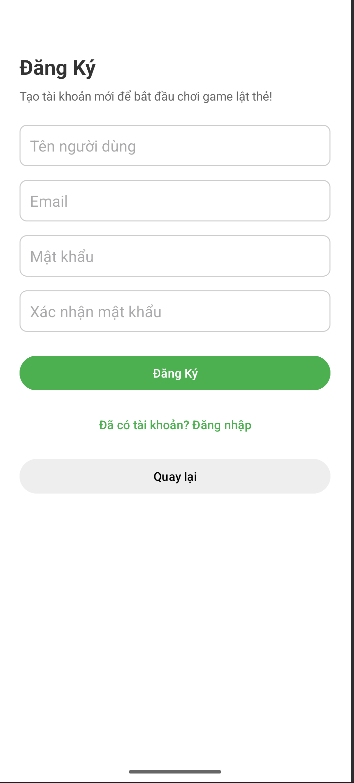 Đăng Ký
Tạo tài khoản mới để bắt đầu chơi game lật thẻ!
Tên người dùng
Email
Mật khẩu
Xác nhận mật khẩu
Đăng Ký
Đã có tài khoản? Đăng nhập
Quay lại